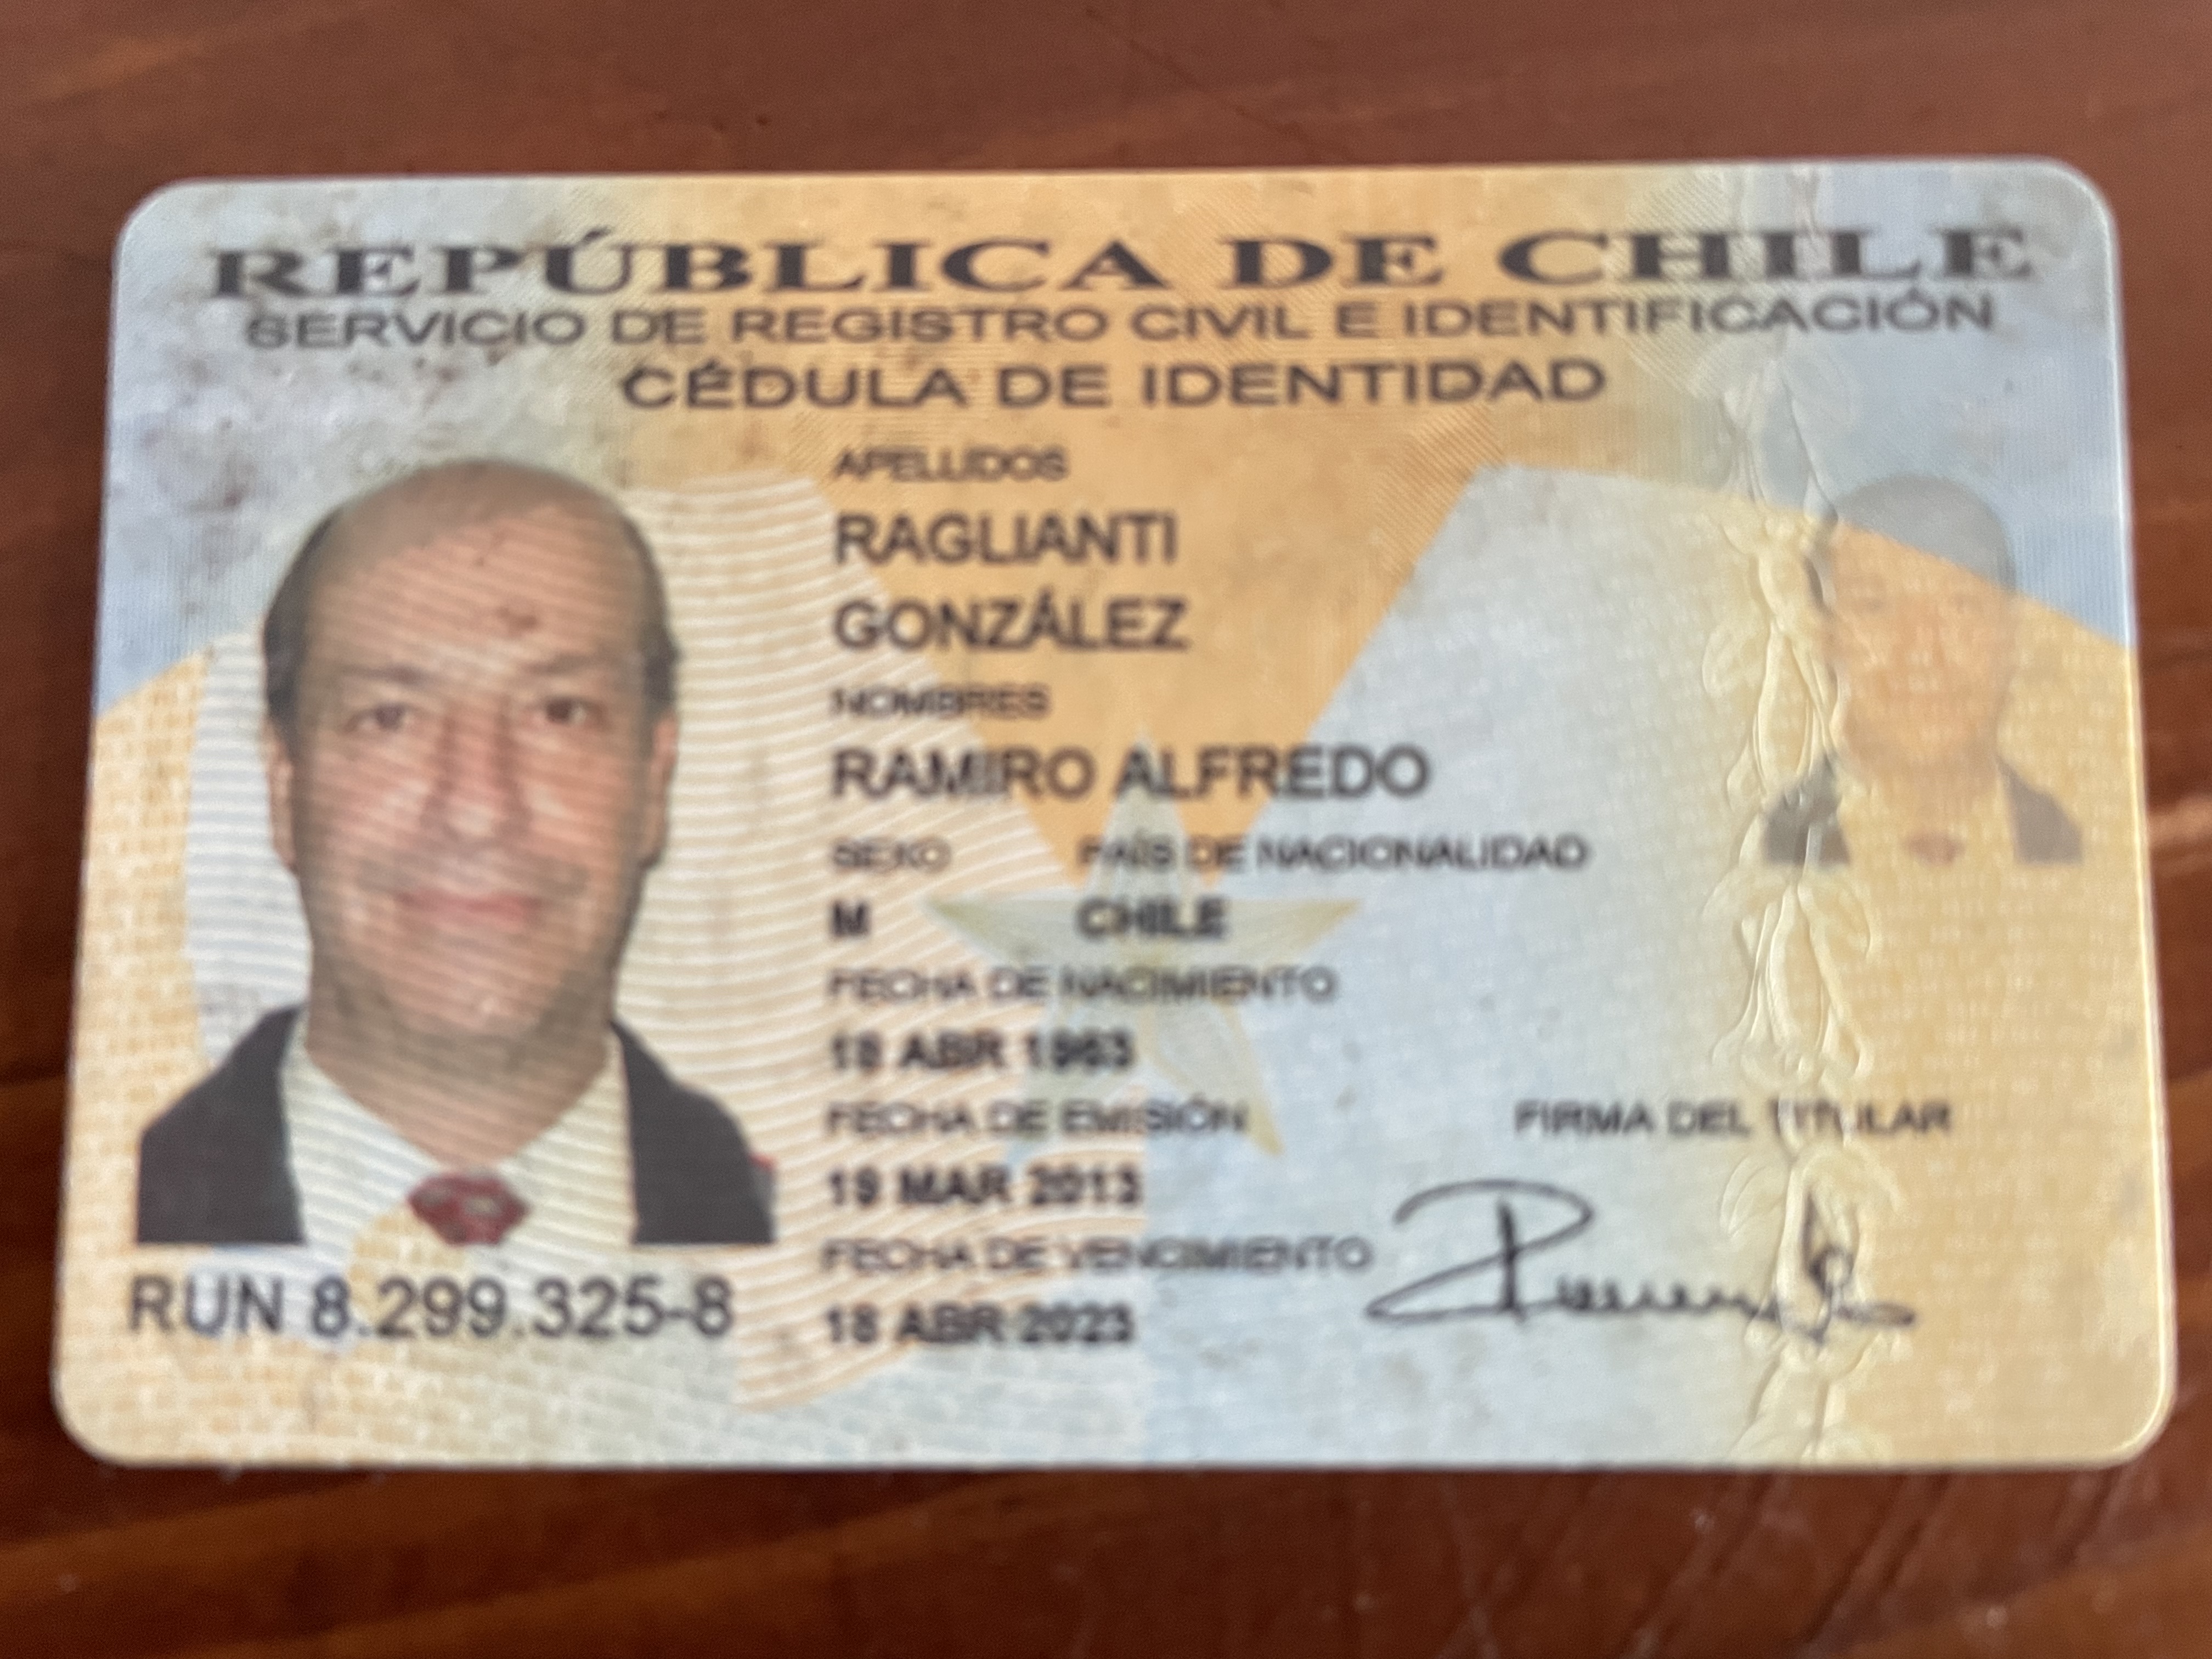 REPÚBLICA DE CHILE
SERVICIO DE REGISTRO CIVIL E IDENTIFICACIÓN
CÉDULA DE IDENTIDAD
APELLIDOS
RAGLIANTI
GONZÁLEZ
NOMBRES
RAMIRO ALFREDO
SEXO PAÍS DE NACIONALIDAD
M CHILE
FECHA DE NACIMIENTO
18 ABR 1963
FECHA DE EMISIÓN
19 MAR 2013
FECHA DE VENCIMIENTO
18 ABR 2023
FIRMA DEL TITULAR
RUN 8.299.325-8